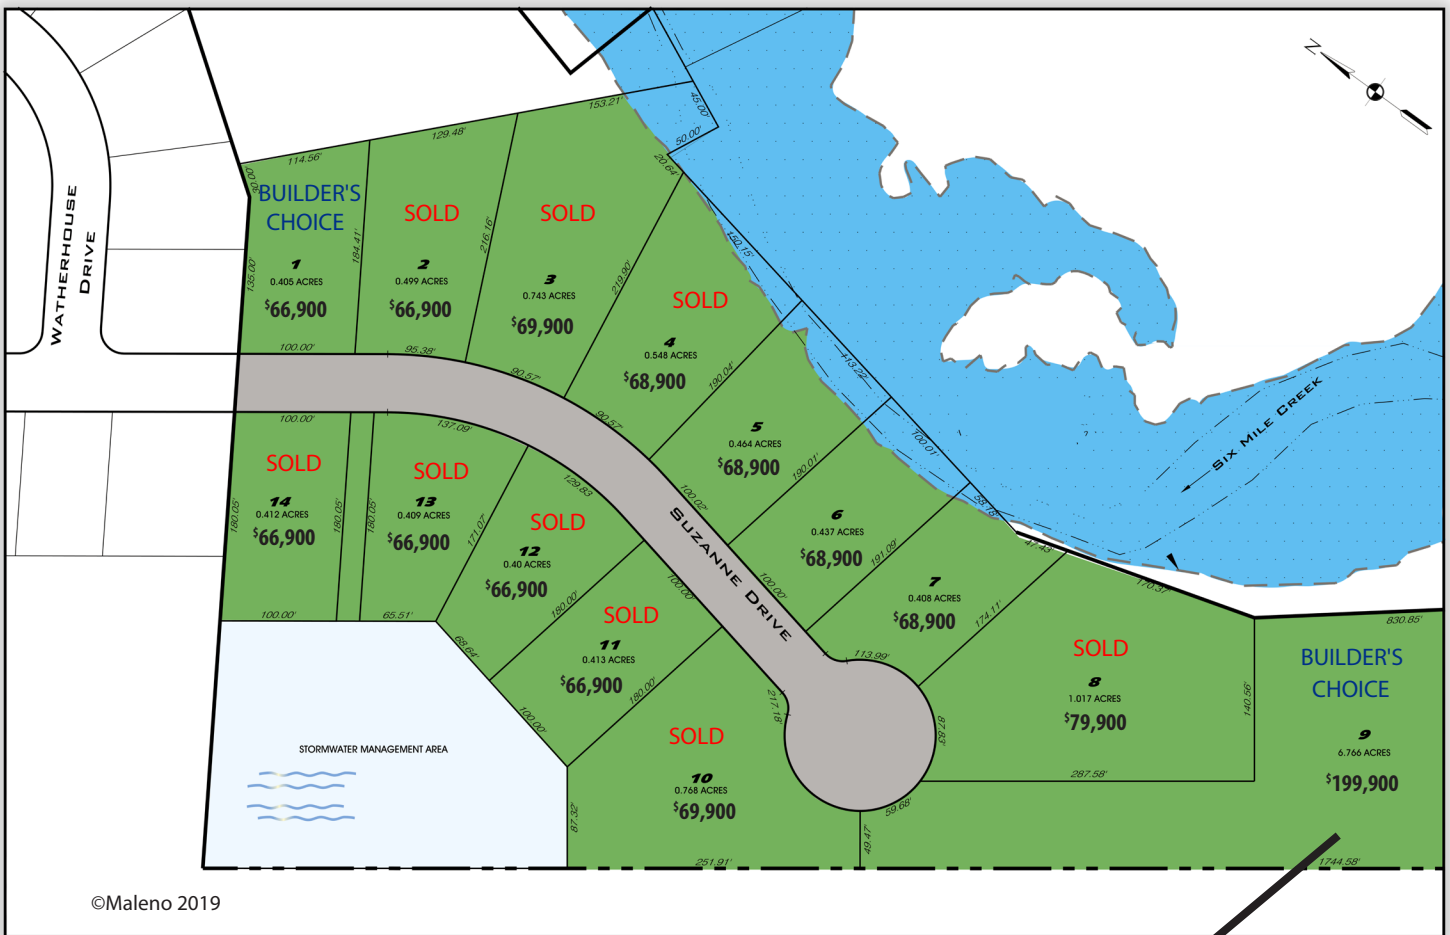 N
WATHERHOUSE
DRIVE
153.21'
129.48'
114.56'
45.00'
50.00'
20.64'
BUILDER'S
CHOICE
1
0.405 ACRES
$66,900
135.00'
184.41'
100.00'
SOLD
2
0.499 ACRES
$66,900
216.16'
95.38'
SOLD
3
0.743 ACRES
$69,900
219.90'
90.57'
150.15'
SOLD
4
0.548 ACRES
$68,900
190.04'
90.57'
113.22'
5
0.464 ACRES
$68,900
190.01'
100.02'
100.01'
6
0.437 ACRES
$68,900
191.09'
100.00'
58.78'
47.43'
7
0.408 ACRES
$68,900
174.11'
113.99'
SIX MILE CREEK
170.37'
SOLD
8
1.017 ACRES
$79,900
140.56'
87.83'
287.58'
830.85'
BUILDER'S
CHOICE
9
6.766 ACRES
$199,900
59.68'
49.47'
1744.58'
SUZANNE DRIVE
100.00'
SOLD
14
0.412 ACRES
$66,900
180.05'
180.05'
180.05'
100.00'
137.09'
SOLD
13
0.409 ACRES
$66,900
171.07'
65.51'
129.83
SOLD
12
0.40 ACRES
$66,900
180.00'
68.64'
100.00'
SOLD
11
0.413 ACRES
$66,900
180.00'
100.00'
217.18'
SOLD
10
0.768 ACRES
$69,900
87.32'
251.91'
STORMWATER MANAGEMENT AREA
©Maleno 2019